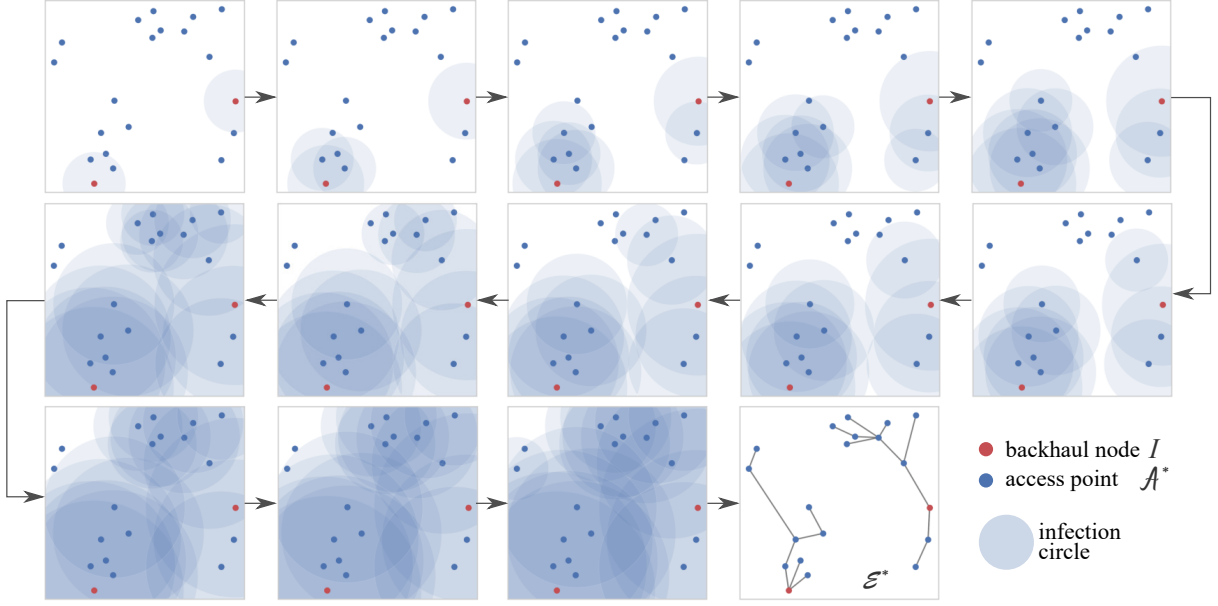 backhaul node I
access point 𝒜*
infection
circle
ℰ*